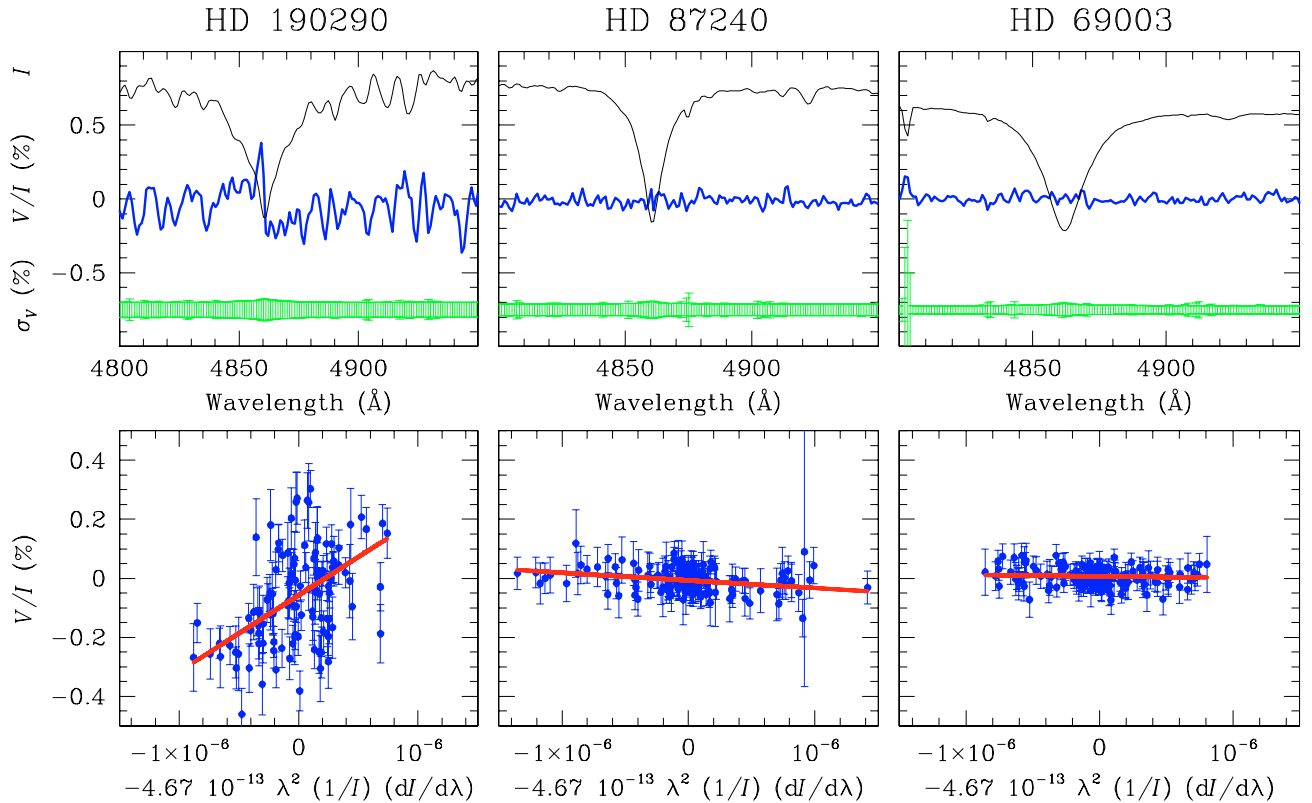 HD 190290 HD 87240 HD 69003
I
V/I (%)
σV (%)
0.5
0
−0.5
4800 4850 4900 4850 4900 4850 4900
Wavelength (Å) Wavelength (Å) Wavelength (Å)
V/I (%)
0.4
0.2
0
−0.2
−0.4
−1×10⁻⁶ 0 10⁻⁶ −1×10⁻⁶ 0 10⁻⁶ −1×10⁻⁶ 0 10⁻⁶
−4.67 10⁻¹³ λ² (1/I) (dI/dλ) −4.67 10⁻¹³ λ² (1/I) (dI/dλ) −4.67 10⁻¹³ λ² (1/I) (dI/dλ)